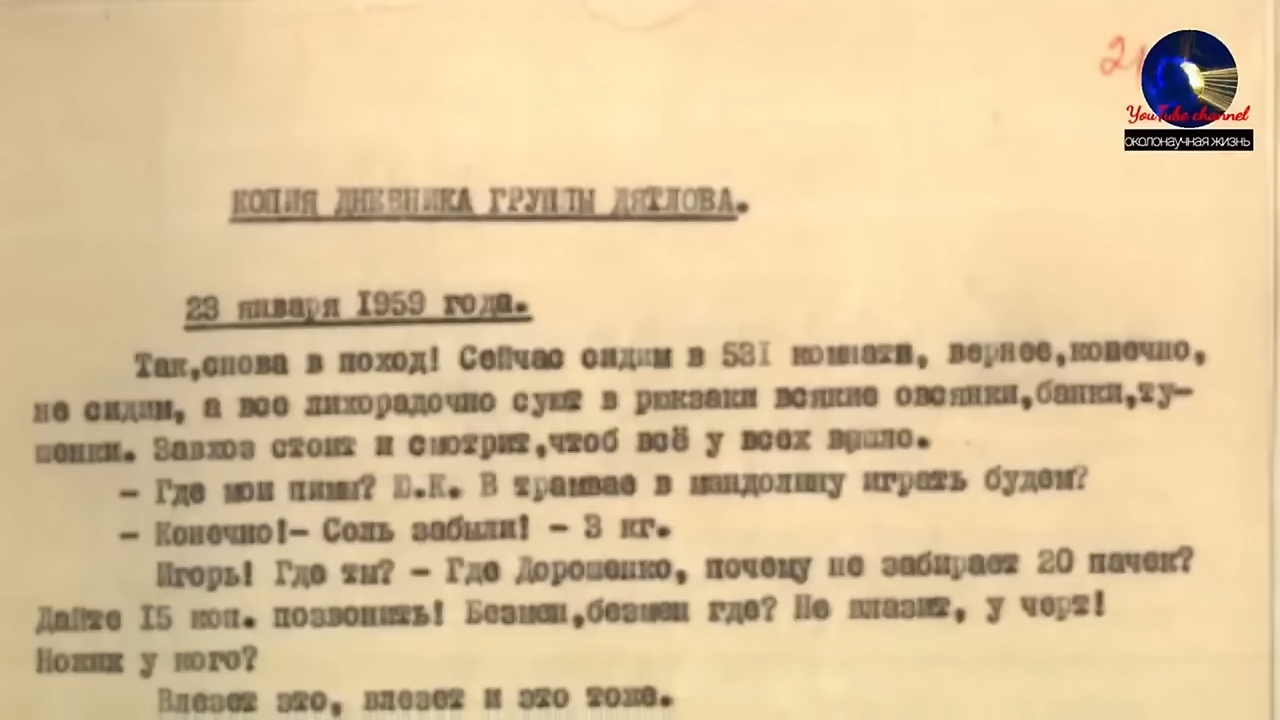 YouTube channel
околонаучная жизнь
КОПИЯ ДНЕВНИКА ГРУППЫ ДЯТЛОВА.
23 января 1959 года.
Так,снова в поход! Сейчас сидим в 531 комнате, вернее,конечно,
не сидим, а все лихорадочно суют в рюкзаки всякие овсянки,банки,ту-
шенки. Завхоз стоит и смотрит,чтоб всё у всех
– Где мои пимы? Ю.К. В трамвае в мандолину играть будем?
– Конечно!– Соль забыли! – 3 кг.
Игорь! Где ты? – Где Дорошенко, почему не забирает 20 пачек?
Дайте 15 коп. позвонить! Безмен,безмен где? Не влазит, у черт!
Ножик у кого?
Влезет это, влезет и это тоже.